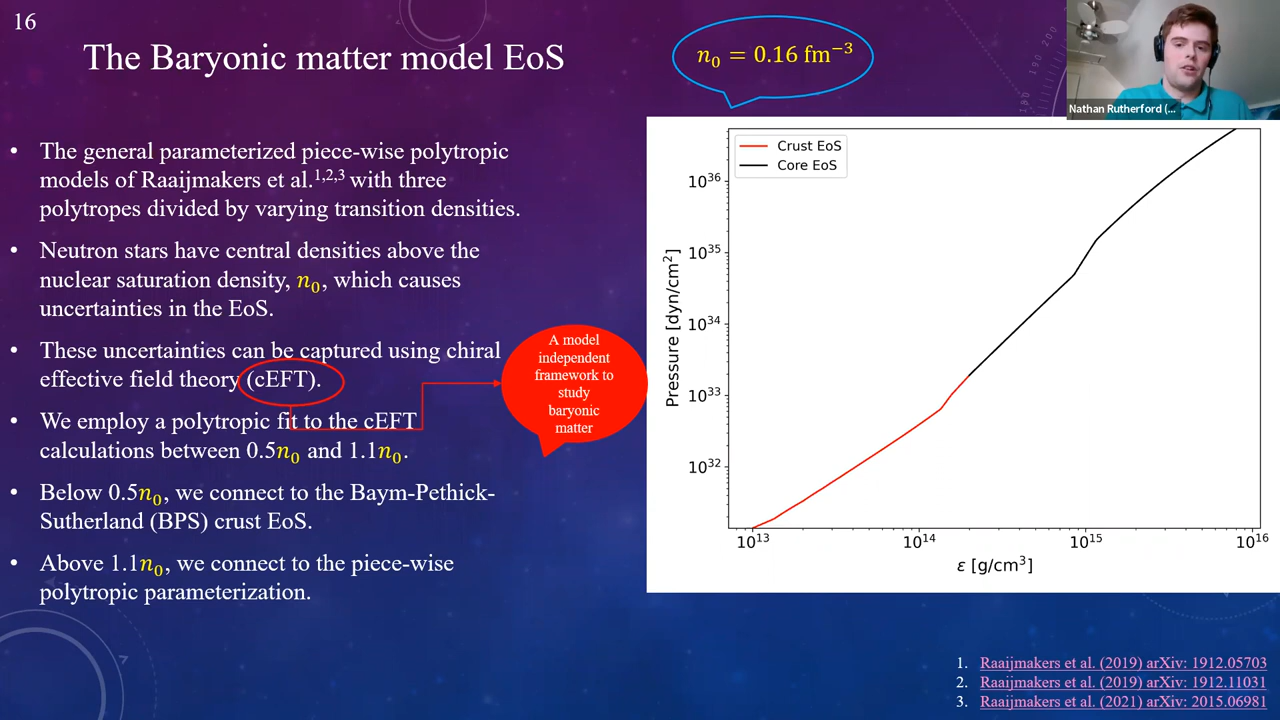 16
The Baryonic matter model EoS
n₀ = 0.16 fm⁻³
Nathan Rutherford (...
• The general parameterized piece-wise polytropic
models of Raaijmakers et al.¹,²,³ with three
polytropes divided by varying transition densities.
• Neutron stars have central densities above the
nuclear saturation density, n₀, which causes
uncertainties in the EoS.
• These uncertainties can be captured using chiral
effective field theory (cEFT).
• We employ a polytropic fit to the cEFT
calculations between 0.5n₀ and 1.1n₀.
• Below 0.5n₀, we connect to the Baym-Pethick-
Sutherland (BPS) crust EoS.
• Above 1.1n₀, we connect to the piece-wise
polytropic parameterization.
A model
independent
framework to
study
baryonic
matter
Crust EoS
Core EoS
Pressure [dyn/cm²]
10³⁶
10³⁵
10³⁴
10³³
10³²
10¹³ 10¹⁴ 10¹⁵ 10¹⁶
ε [g/cm³]
1. Raaijmakers et al. (2019) arXiv: 1912.05703
2. Raaijmakers et al. (2019) arXiv: 1912.11031
3. Raaijmakers et al. (2021) arXiv: 2015.06981
180 190 200